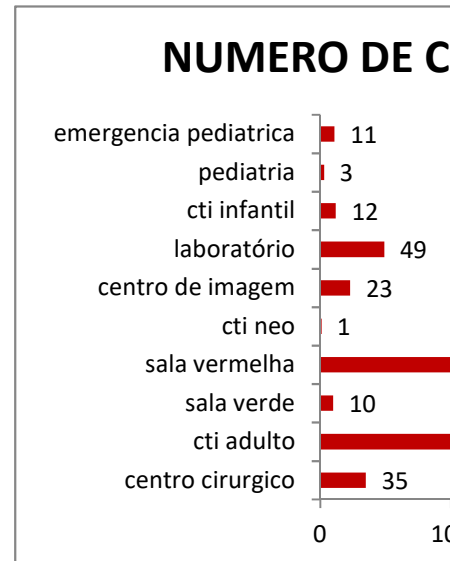 NUMERO DE C
emergencia pediatrica 11
pediatria 3
cti infantil 12
laboratório 49
centro de imagem 23
cti neo 1
sala vermelha
sala verde 10
cti adulto
centro cirurgico 35
0 10